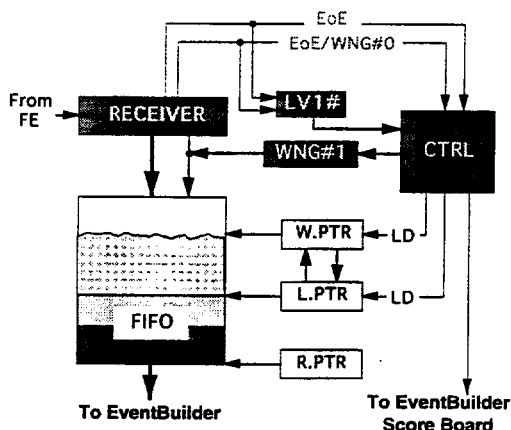 EoE
EoE/WNG#0
From
FE
RECEIVER
LV1#
CTRL
WNG#1
W.PTR
LD
L.PTR
LD
FIFO
R.PTR
To EventBuilder
To EventBuilder
Score Board